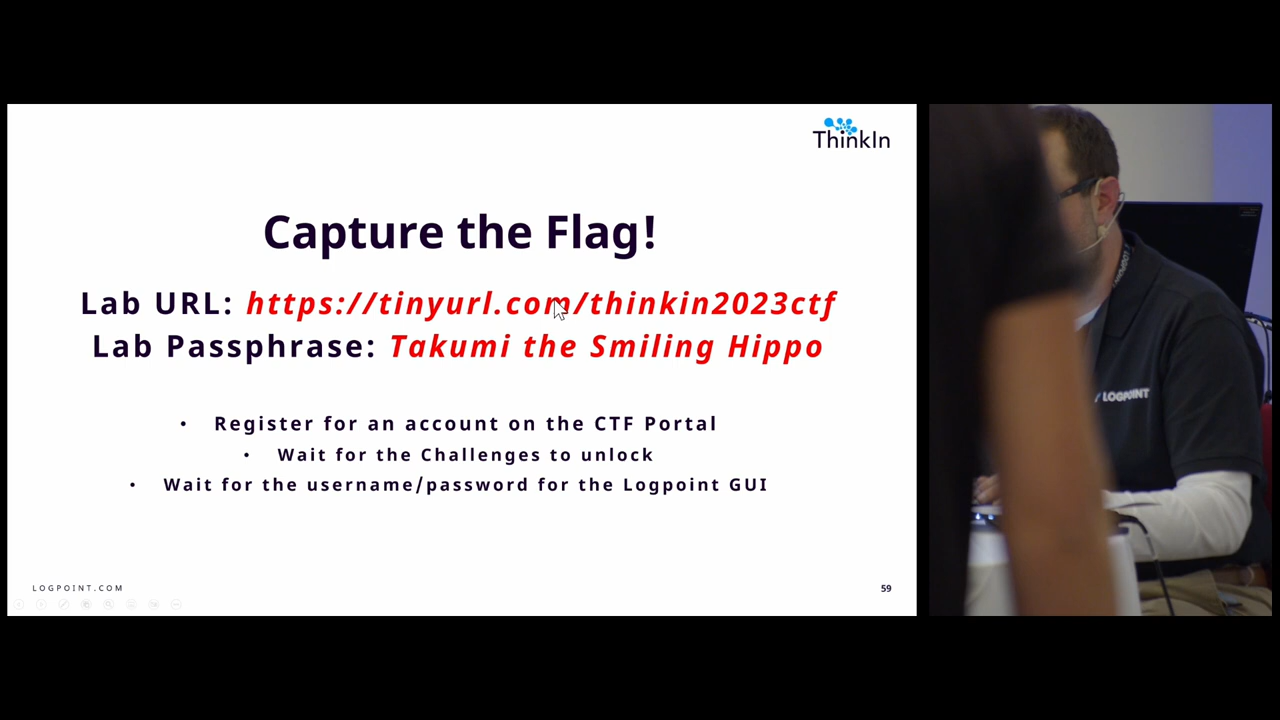 ThinkIn
Capture the Flag!
Lab URL: https://tinyurl.com/thinkin2023ctf
Lab Passphrase: Takumi the Smiling Hippo
• Register for an account on the CTF Portal
• Wait for the Challenges to unlock
• Wait for the username/password for the Logpoint GUI
LOGPOINT.COM
59
LOGPOINT